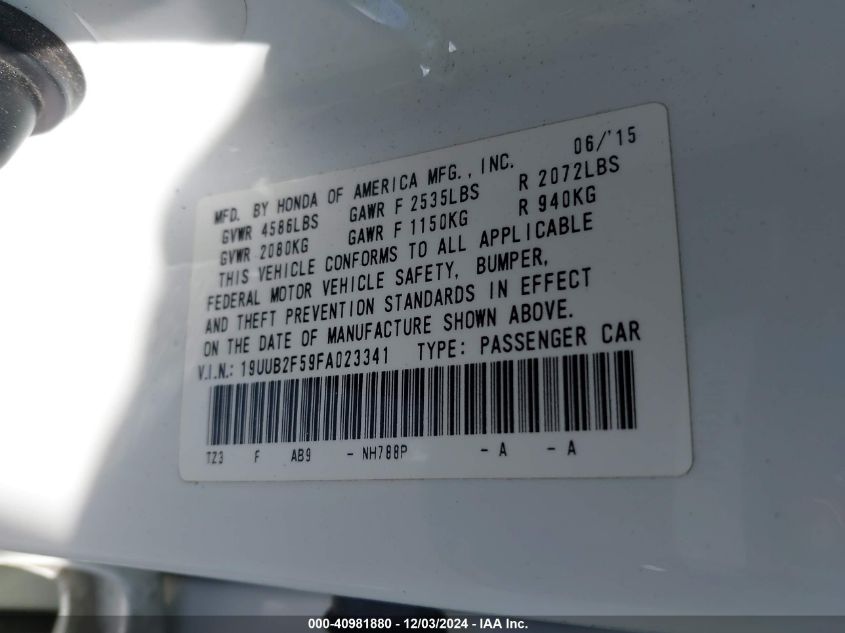 MFD. BY HONDA OF AMERICA MFG., INC. 06/'15
GVWR 4586LBS GAWR F 2535LBS R 2072LBS
GVWR 2080KG GAWR F 1150KG R 940KG
THIS VEHICLE CONFORMS TO ALL APPLICABLE
FEDERAL MOTOR VEHICLE SAFETY, BUMPER,
AND THEFT PREVENTION STANDARDS IN EFFECT
ON THE DATE OF MANUFACTURE SHOWN ABOVE.
V.I.N.: 19UUB2F59FA023341 TYPE: PASSENGER CAR
TZ3 F AB9 - NH788P - A - A
000-40981880 - 12/03/2024 - IAA Inc.